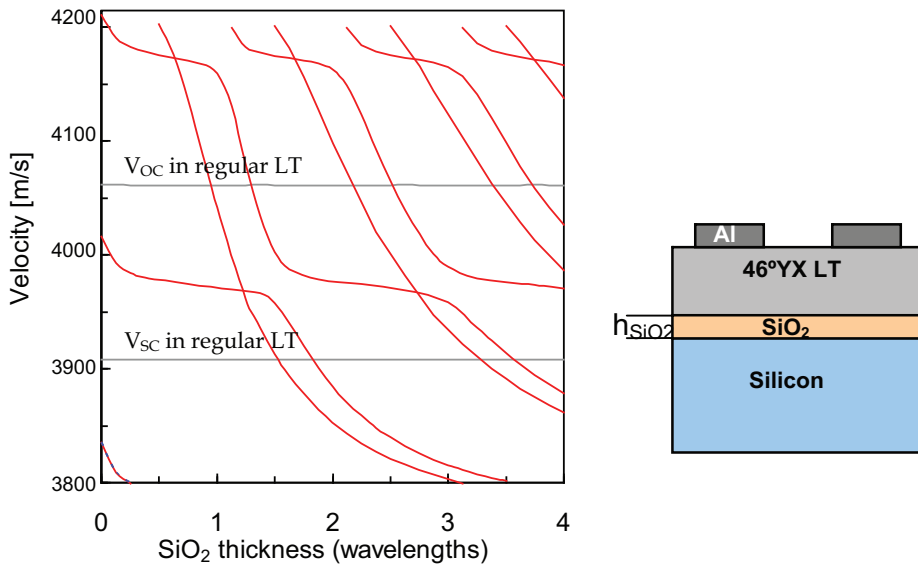 4200
4100
4000
3900
3800
Velocity [m/s]
V_OC in regular LT
V_SC in regular LT
0 1 2 3 4
SiO₂ thickness (wavelengths)
Al
46ºYX LT
h_SiO2
SiO₂
Silicon